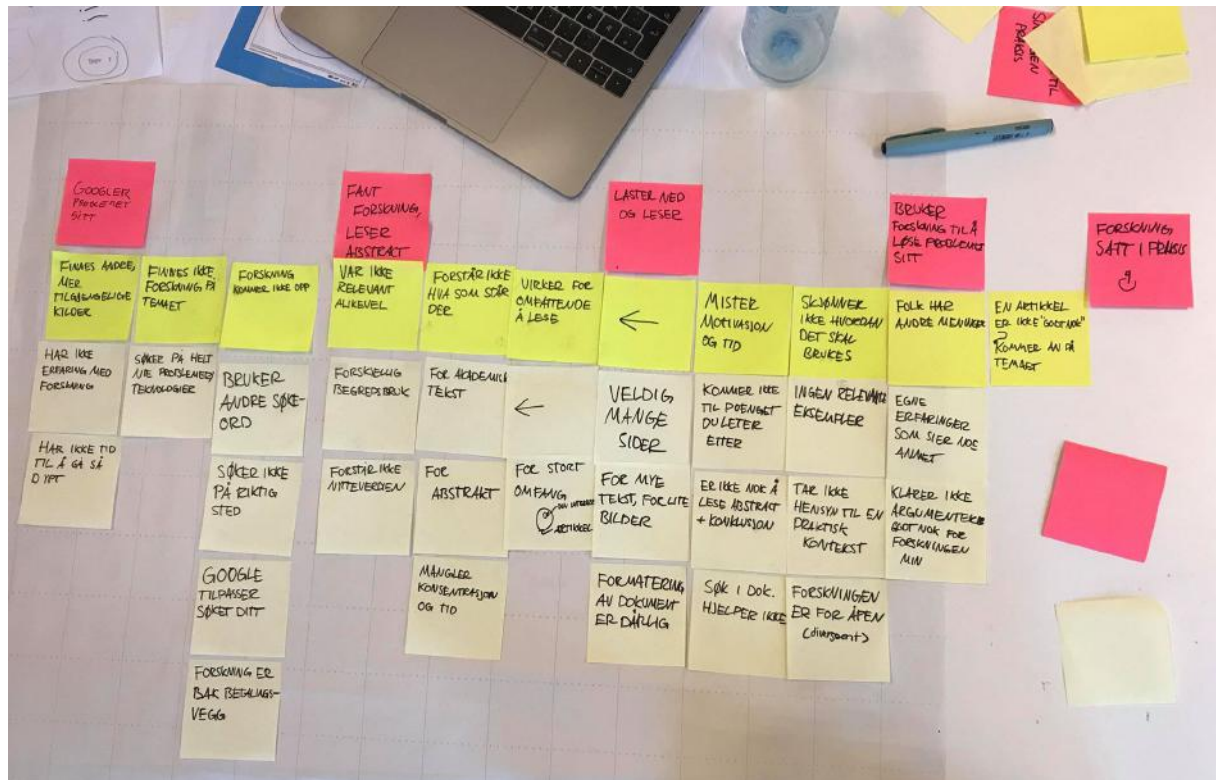 GOOGLER
PROBLEMET
SITT
FANT
FORSKNING,
LESER
ABSTRACT
LASTER NED
OG LESER
BRUKER
FORSKNING TIL Å
LØSE PROBLEMET
SITT
FORSKNING
SATT I PRAKSIS
FINNES ANDRE,
MER
TILGJENGELIGE
KILDER
FINNES IKKE
FORSKNING PÅ
TEMAET
FORSKNING
KOMMER IKKE OPP
VAR IKKE
RELEVANT
ALIKEVEL
FORSTÅR IKKE
HVA SOM STÅR
DER
VIRKER FOR
OMFATTENDE
Å LESE
←
MISTER
MOTIVASJON
OG TID
SKJØNNER
IKKE HVORDAN
DET SKAL
BRUKES
FOLK HAR
ANDRE MENINGER
EN ARTIKKEL
ER IKKE "GODT NOK"
KOMMER AN PÅ
TEMAET
HAR IKKE
ERFARING MED
FORSKNING
SØKER PÅ HELT
NYE PROBLEMER/
TEKNOLOGIER
BRUKER
ANDRE SØKE-
ORD
FORSKJELLIG
BEGREPSBRUK
FOR AKADEMISK
TEKST
←
VELDIG
MANGE
SIDER
KOMMER IKKE
TIL POENGET
DU LETER
ETTER
INGEN RELEVANTE
EKSEMPLER
EGNE
ERFARINGER
SOM SIER NOE
ANNET
HAR IKKE TID
TIL Å GÅ SÅ
DYPT
SØKER IKKE
PÅ RIKTIG
STED
FORSTÅR IKKE
NYTTEVERDIEN
FOR
ABSTRAKT
FOR STORT
OMFANG
ARTIKKEL
FOR MYE
TEKST, FOR LITE
BILDER
ER IKKE NOK Å
LESE ABSTRACT
+ KONKLUSJON
TAR IKKE
HENSYN TIL EN
PRAKTISK
KONTEKST
KLARER IKKE
ARGUMENTERE
GODT NOK FOR
FORSKNINGEN
MIN
GOOGLE
TILPASSER
SØKET DITT
MANGLER
KONSENTRASJON
OG TID
FORMATERING
AV DOKUMENT
ER DÅRLIG
SØK I DOK.
HJELPER IKKE
FORSKNINGEN
ER FOR ÅPEN
(divergent)
FORSKNING ER
BAK BETALINGS-
VEGG